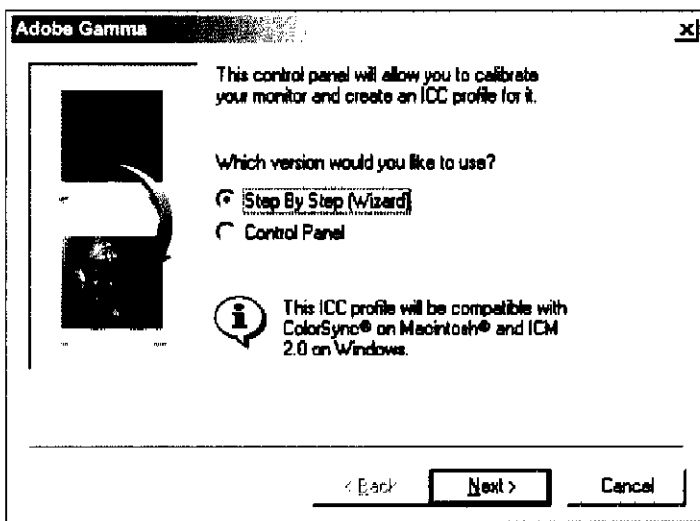 Adobe Gamma
This control panel will allow you to calibrate
your monitor and create an ICC profile for it.
Which version would you like to use?
Step By Step (Wizard)
Control Panel
This ICC profile will be compatible with
ColorSync® on Macintosh® and ICM
2.0 on Windows.
< Back Next > Cancel